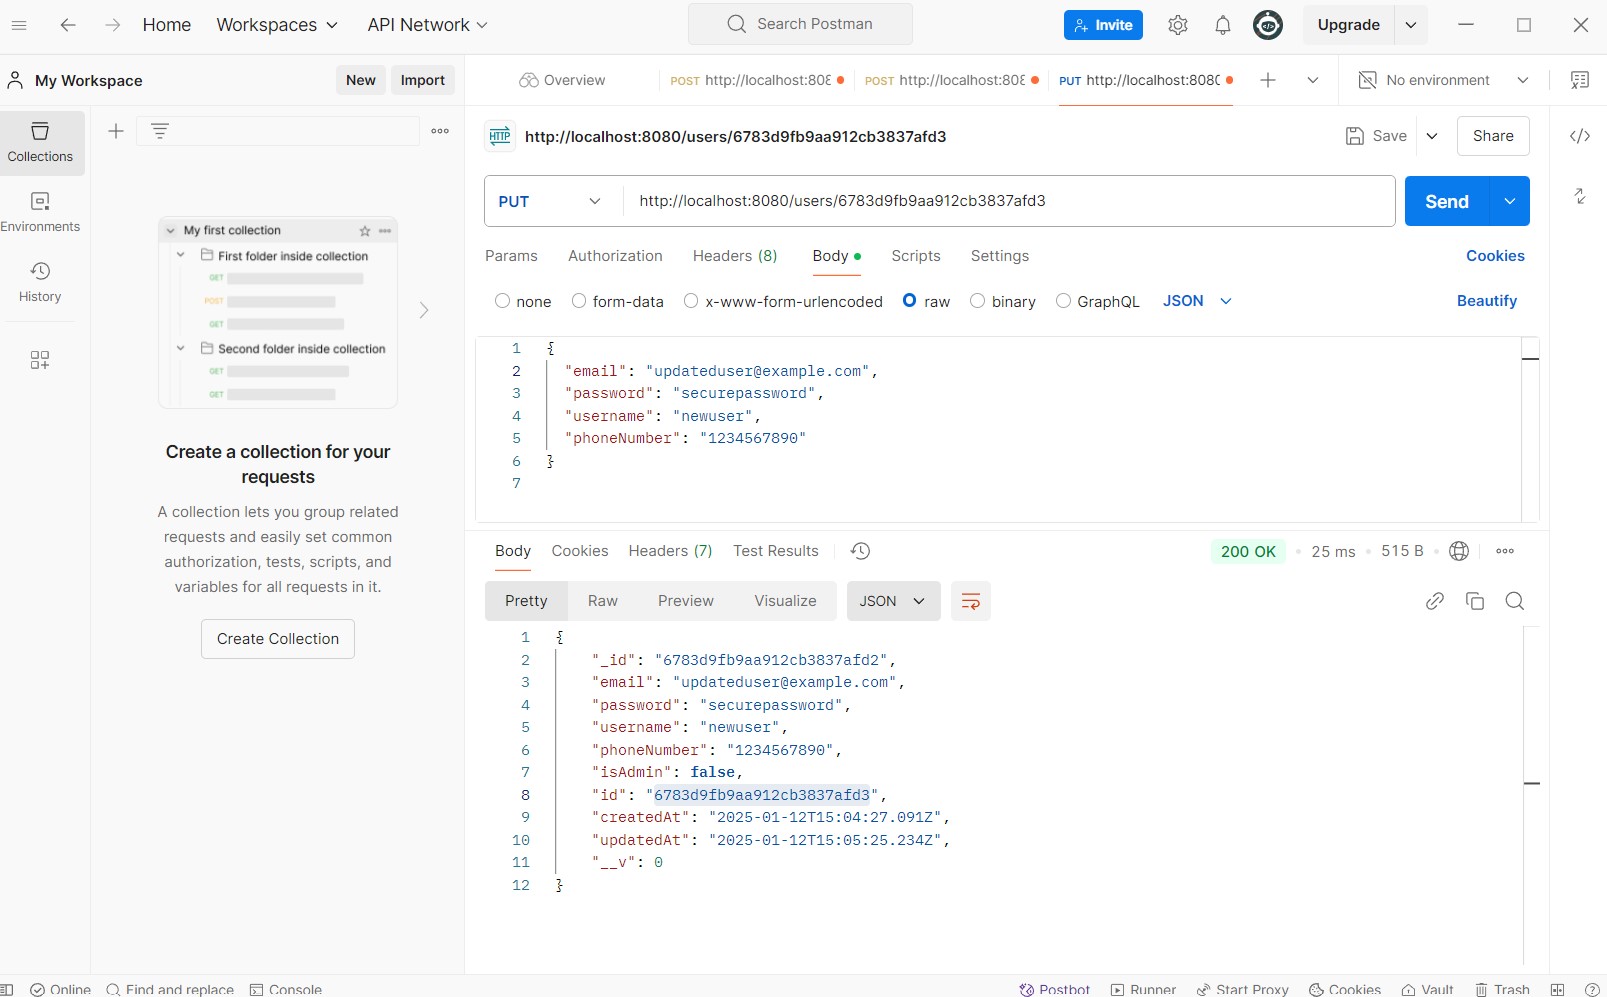 Home Workspaces API Network Search Postman Invite Upgrade
My Workspace New Import Overview POST http://localhost:808 POST http://localhost:808 PUT http://localhost:8080 No environment
Collections
Environments
History
My first collection
First folder inside collection
GET
POST
GET
Second folder inside collection
GET
GET
Create a collection for your
requests
A collection lets you group related
requests and easily set common
authorization, tests, scripts, and
variables for all requests in it.
Create Collection
HTTP http://localhost:8080/users/6783d9fb9aa912cb3837afd3 Save Share
PUT http://localhost:8080/users/6783d9fb9aa912cb3837afd3 Send
Params Authorization Headers (8) Body Scripts Settings Cookies
none form-data x-www-form-urlencoded raw binary GraphQL JSON Beautify
1 {
2 "email": "updateduser@example.com",
3 "password": "securepassword",
4 "username": "newuser",
5 "phoneNumber": "1234567890"
6 }
7
Body Cookies Headers (7) Test Results 200 OK 25 ms 515 B
Pretty Raw Preview Visualize JSON
1 {
2 "_id": "6783d9fb9aa912cb3837afd2",
3 "email": "updateduser@example.com",
4 "password": "securepassword",
5 "username": "newuser",
6 "phoneNumber": "1234567890",
7 "isAdmin": false,
8 "id": "6783d9fb9aa912cb3837afd3",
9 "createdAt": "2025-01-12T15:04:27.091Z",
10 "updatedAt": "2025-01-12T15:05:25.234Z",
11 "__v": 0
12 }
Online Find and replace Console Postbot Runner Start Proxy Cookies Vault Trash